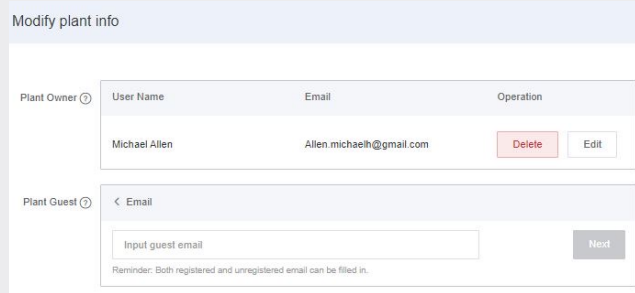 Modify plant info
Plant Owner ?
User Name Email Operation
Michael Allen Allen.michaelh@gmail.com Delete Edit
Plant Guest ?
< Email
Input guest email Next
Reminder: Both registered and unregistered email can be filled in.